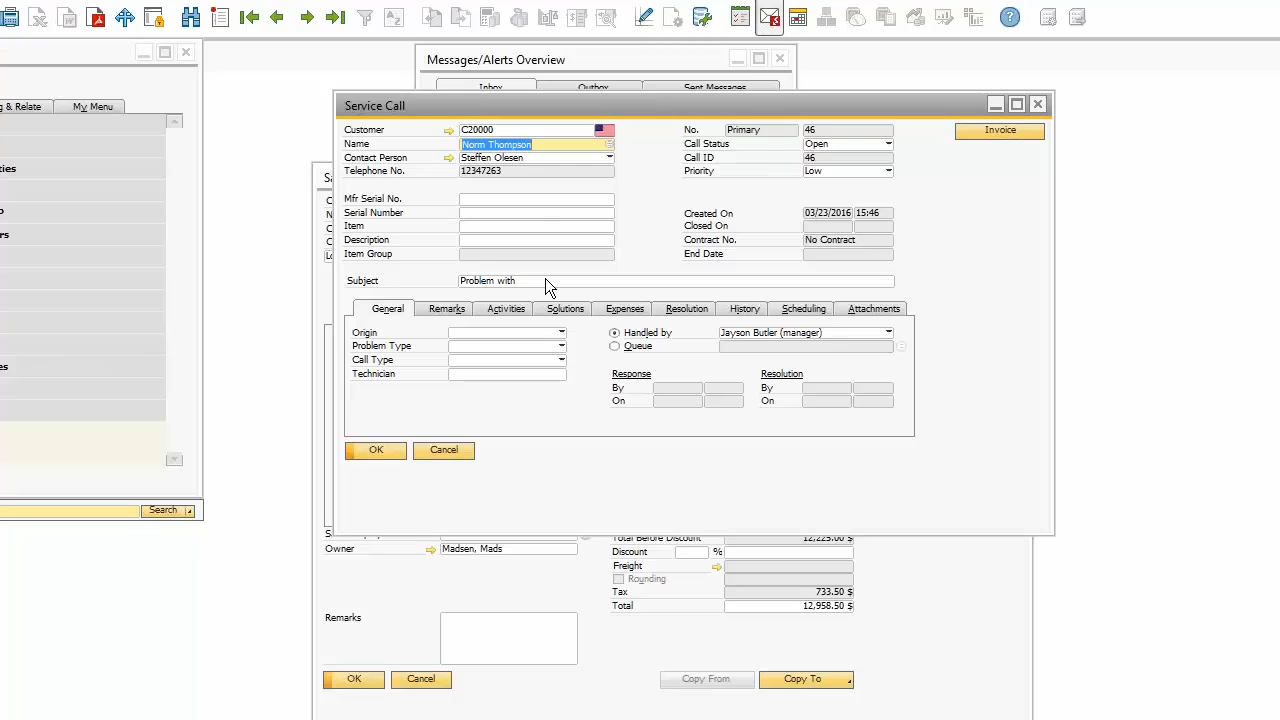 Messages/Alerts Overview
Inbox Outbox Sent Messages
g & Relate My Menu
ties
o
rs
es
Search
Service Call
Customer C20000 No. Primary 46 Invoice
Name Norm Thompson Call Status Open
Contact Person Steffen Olesen Call ID 46
Telephone No. 12347263 Priority Low
Mfr Serial No.
Serial Number Created On 03/23/2016 15:46
Item Closed On
Description Contract No. No Contract
Item Group End Date
Subject Problem with
General Remarks Activities Solutions Expenses Resolution History Scheduling Attachments
Origin Handled by Jayson Butler (manager)
Problem Type Queue
Call Type
Technician Response Resolution
By By
On On
OK Cancel
Total Before Discount 12,225.00 $
Owner Madsen, Mads Discount %
Freight
Rounding
Tax 733.50 $
Total 12,958.50 $
Remarks
OK Cancel Copy From Copy To